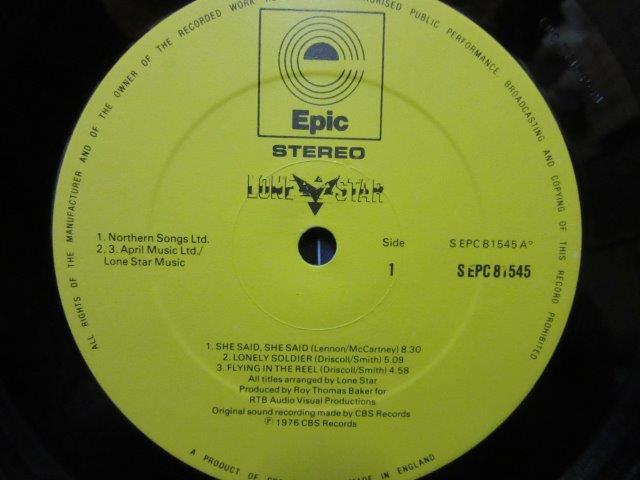 ALL RIGHTS OF THE MANUFACTURER AND OF THE OWNER OF THE RECORDED WORK
PUBLIC PERFORMANCE, BROADCASTING AND COPYING OF THIS RECORD PROHIBITED
Epic
STEREO
LONE STAR
1. Northern Songs Ltd.
2. 3. April Music Ltd./
Lone Star Music
Side
1
S EPC 81545 A°
S EPC 81545
1. SHE SAID, SHE SAID (Lennon/McCartney) 8.30
2. LONELY SOLDIER (Driscoll/Smith) 5.09
3. FLYING IN THE REEL (Driscoll/Smith) 4.58
All titles arranged by Lone Star
Produced by Roy Thomas Baker for
RTB Audio Visual Productions
Original sound recording made by CBS Records
℗ 1976 CBS Records
A PRODUCT OF
MADE IN ENGLAND